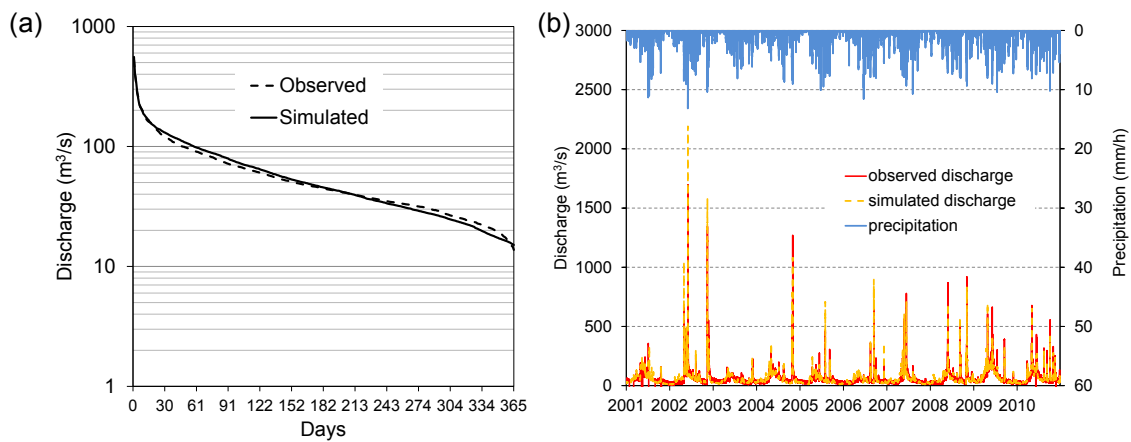 (a)
1000
100
10
1
Discharge (m³/s)
Observed
Simulated
0 30 61 91 122 152 182 213 243 274 304 334 365
Days
(b)
3000
2500
2000
1500
1000
500
0
Discharge (m³/s)
observed discharge
simulated discharge
precipitation
0
10
20
30
40
50
60
Precipitation (mm/h)
2001 2002 2003 2004 2005 2006 2007 2008 2009 2010